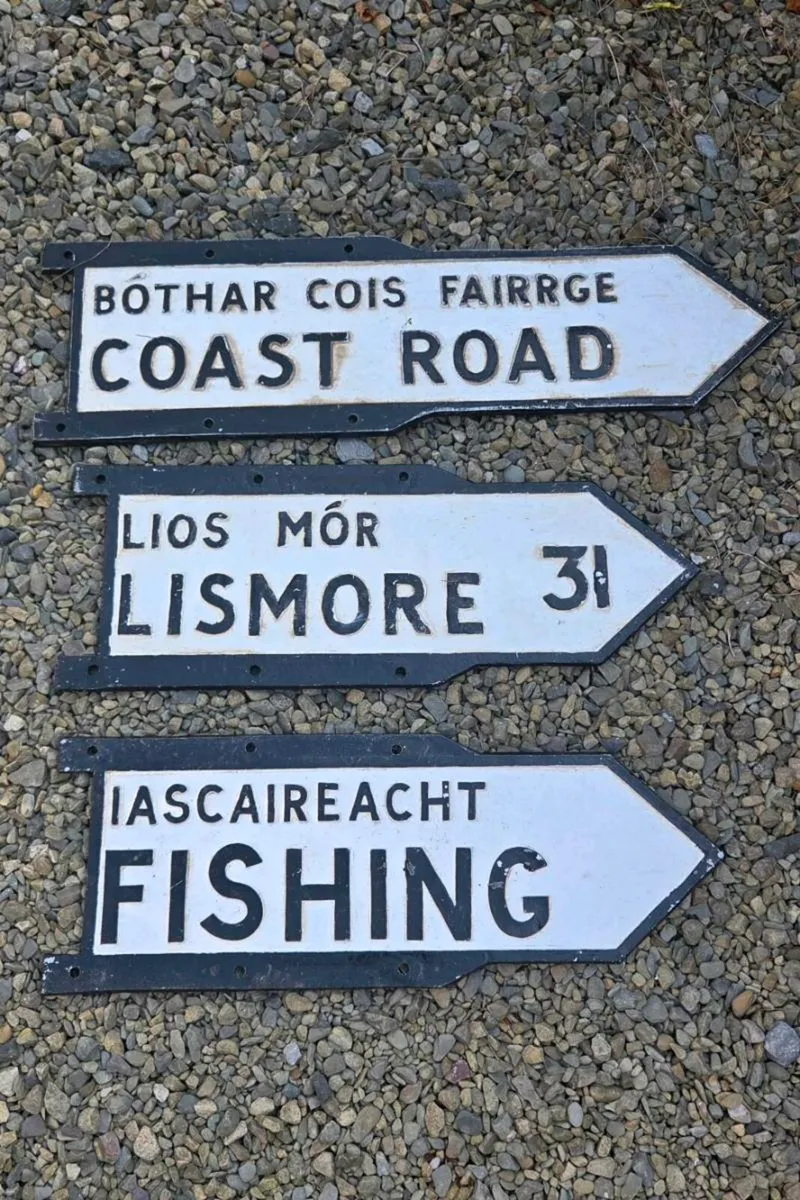 BÓTHAR COIS FAIRRGE
COAST ROAD
LIOS MÓR
LISMORE 31
IASCAIREACHT
FISHING